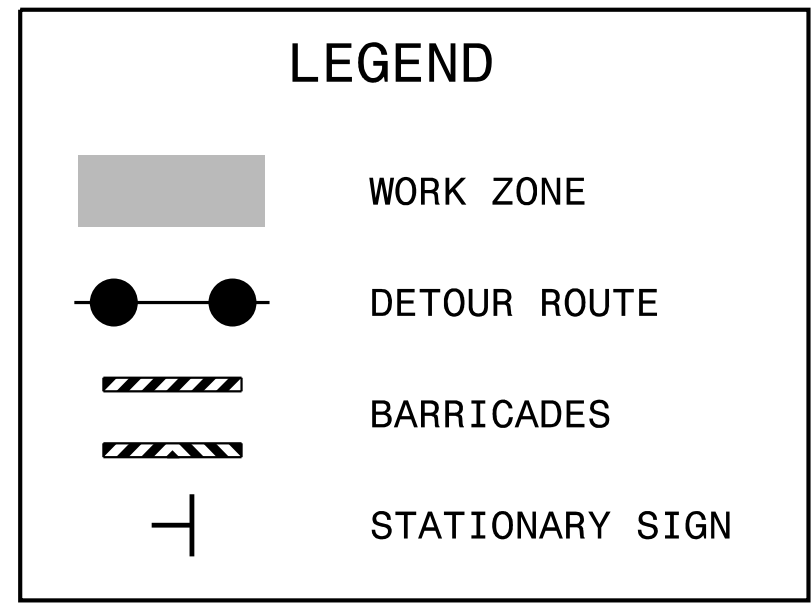 LEGEND
WORK ZONE
DETOUR ROUTE
BARRICADES
STATIONARY SIGN